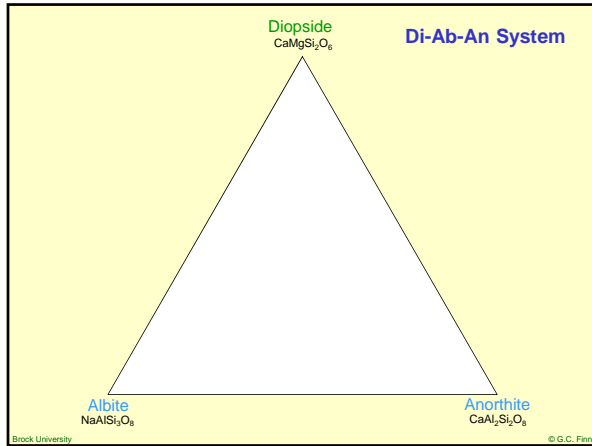 Diopside
CaMgSi₂O₆
Di-Ab-An System
Albite
NaAlSi₃O₈
Anorthite
CaAl₂Si₂O₈
Brock University
© G.C. Finn